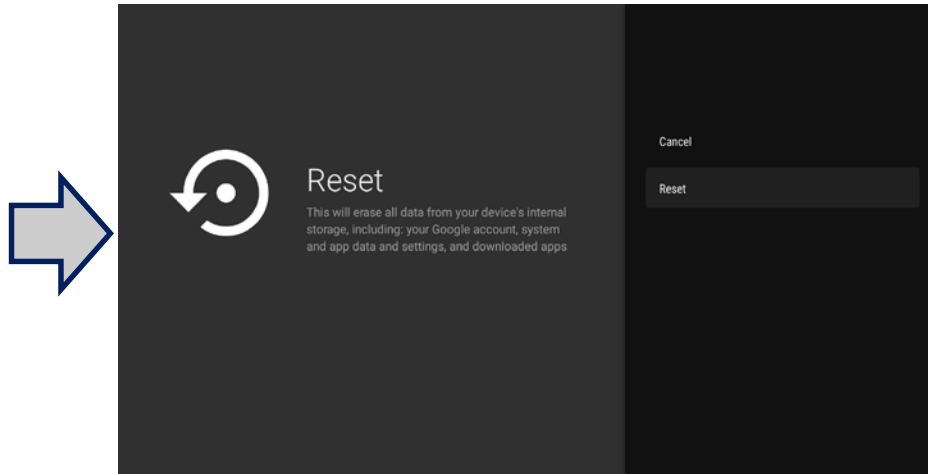 Reset
This will erase all data from your device's internal
storage, including: your Google account, system
and app data and settings, and downloaded apps
Cancel
Reset